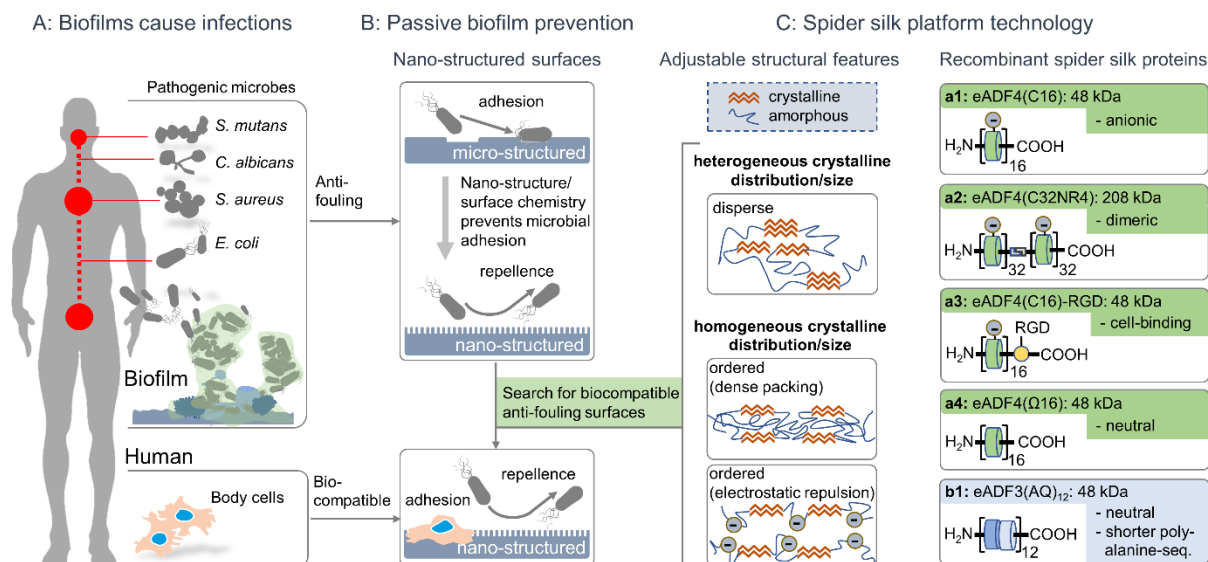 A: Biofilms cause infections
Pathogenic microbes
S. mutans
C. albicans
S. aureus
E. coli
Biofilm
Human
Body cells
Anti-
fouling
Bio-
compatible
B: Passive biofilm prevention
Nano-structured surfaces
adhesion
micro-structured
Nano-structure/
surface chemistry
prevents microbial
adhesion
repellence
nano-structured
Search for biocompatible
anti-fouling surfaces
repellence
adhesion
nano-structured
C: Spider silk platform technology
Adjustable structural features
crystalline
amorphous
heterogeneous crystalline
distribution/size
disperse
homogeneous crystalline
distribution/size
ordered
(dense packing)
ordered
(electrostatic repulsion)
Recombinant spider silk proteins
a1: eADF4(C16): 48 kDa
- anionic
H₂N-[ ]16 COOH
a2: eADF4(C32NR4): 208 kDa
- dimeric
H₂N-[ ]32 [ ]32 -COOH
a3: eADF4(C16)-RGD: 48 kDa
- cell-binding
RGD
H₂N-[ ]16 -COOH
a4: eADF4(Ω16): 48 kDa
- neutral
H₂N-[ ]16 COOH
b1: eADF3(AQ)₁₂: 48 kDa
- neutral
- shorter poly-
alanine-seq.
H₂N-[ ]12 COOH